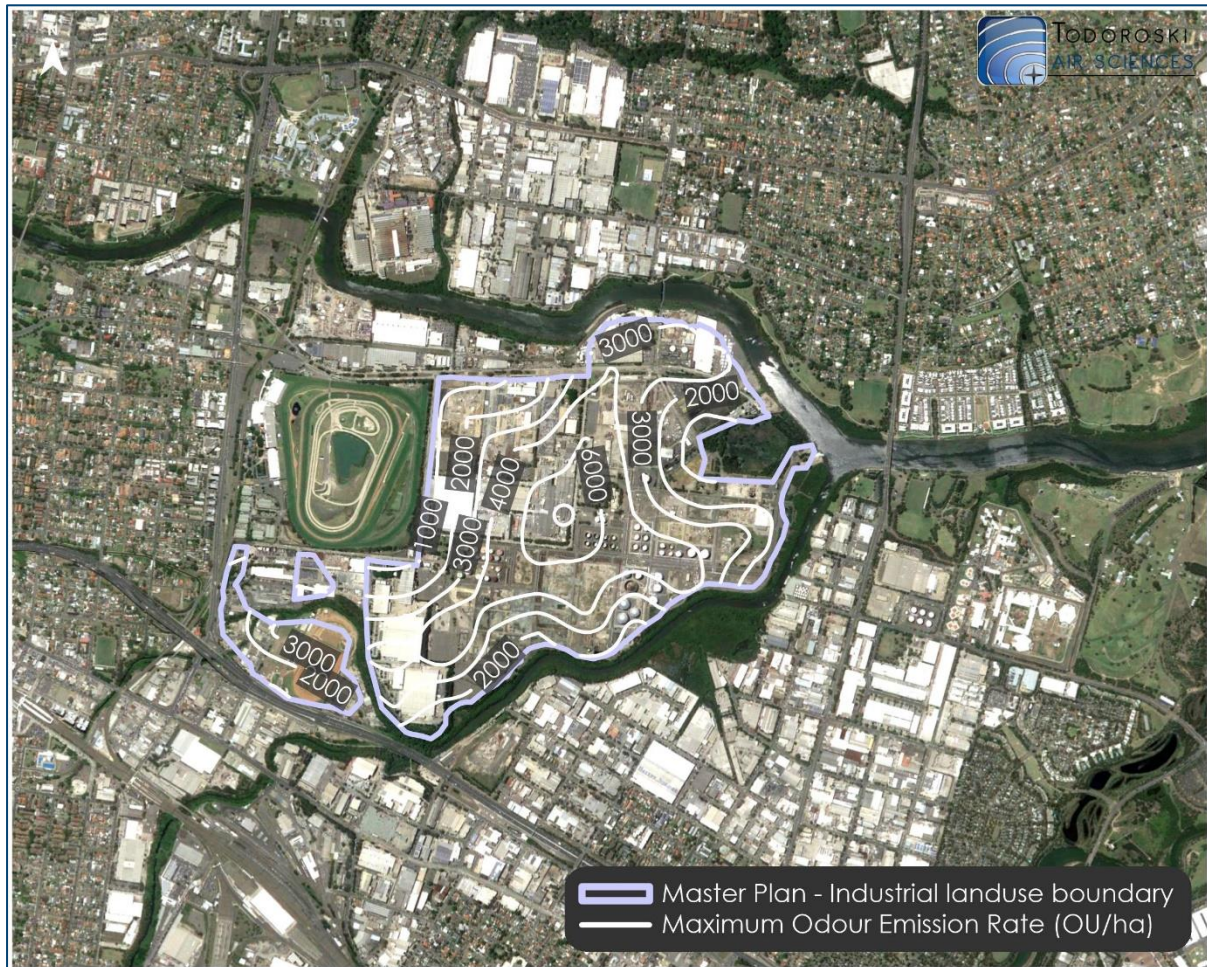 N
TODOROSKI
AIR SCIENCES
3000
2000
3000
6000
4000
2000
1000
3000
3000
2000
2000
Master Plan - Industrial landuse boundary
Maximum Odour Emission Rate (OU/ha)